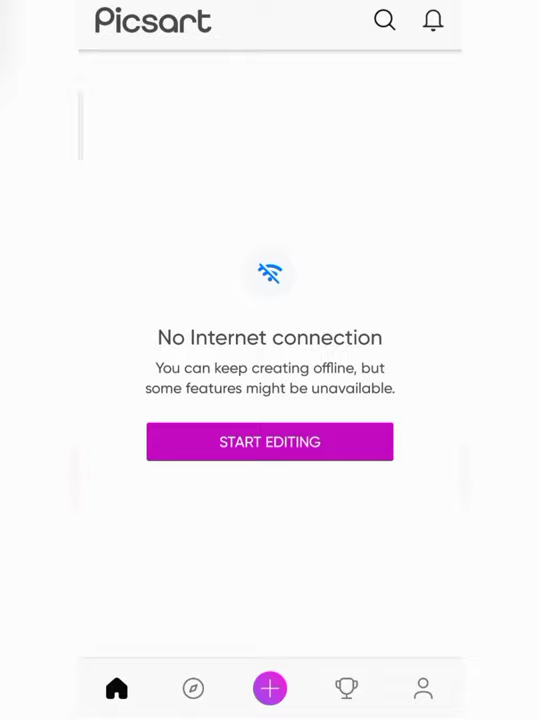 Picsart
No Internet connection
You can keep creating offline, but
some features might be unavailable.
START EDITING